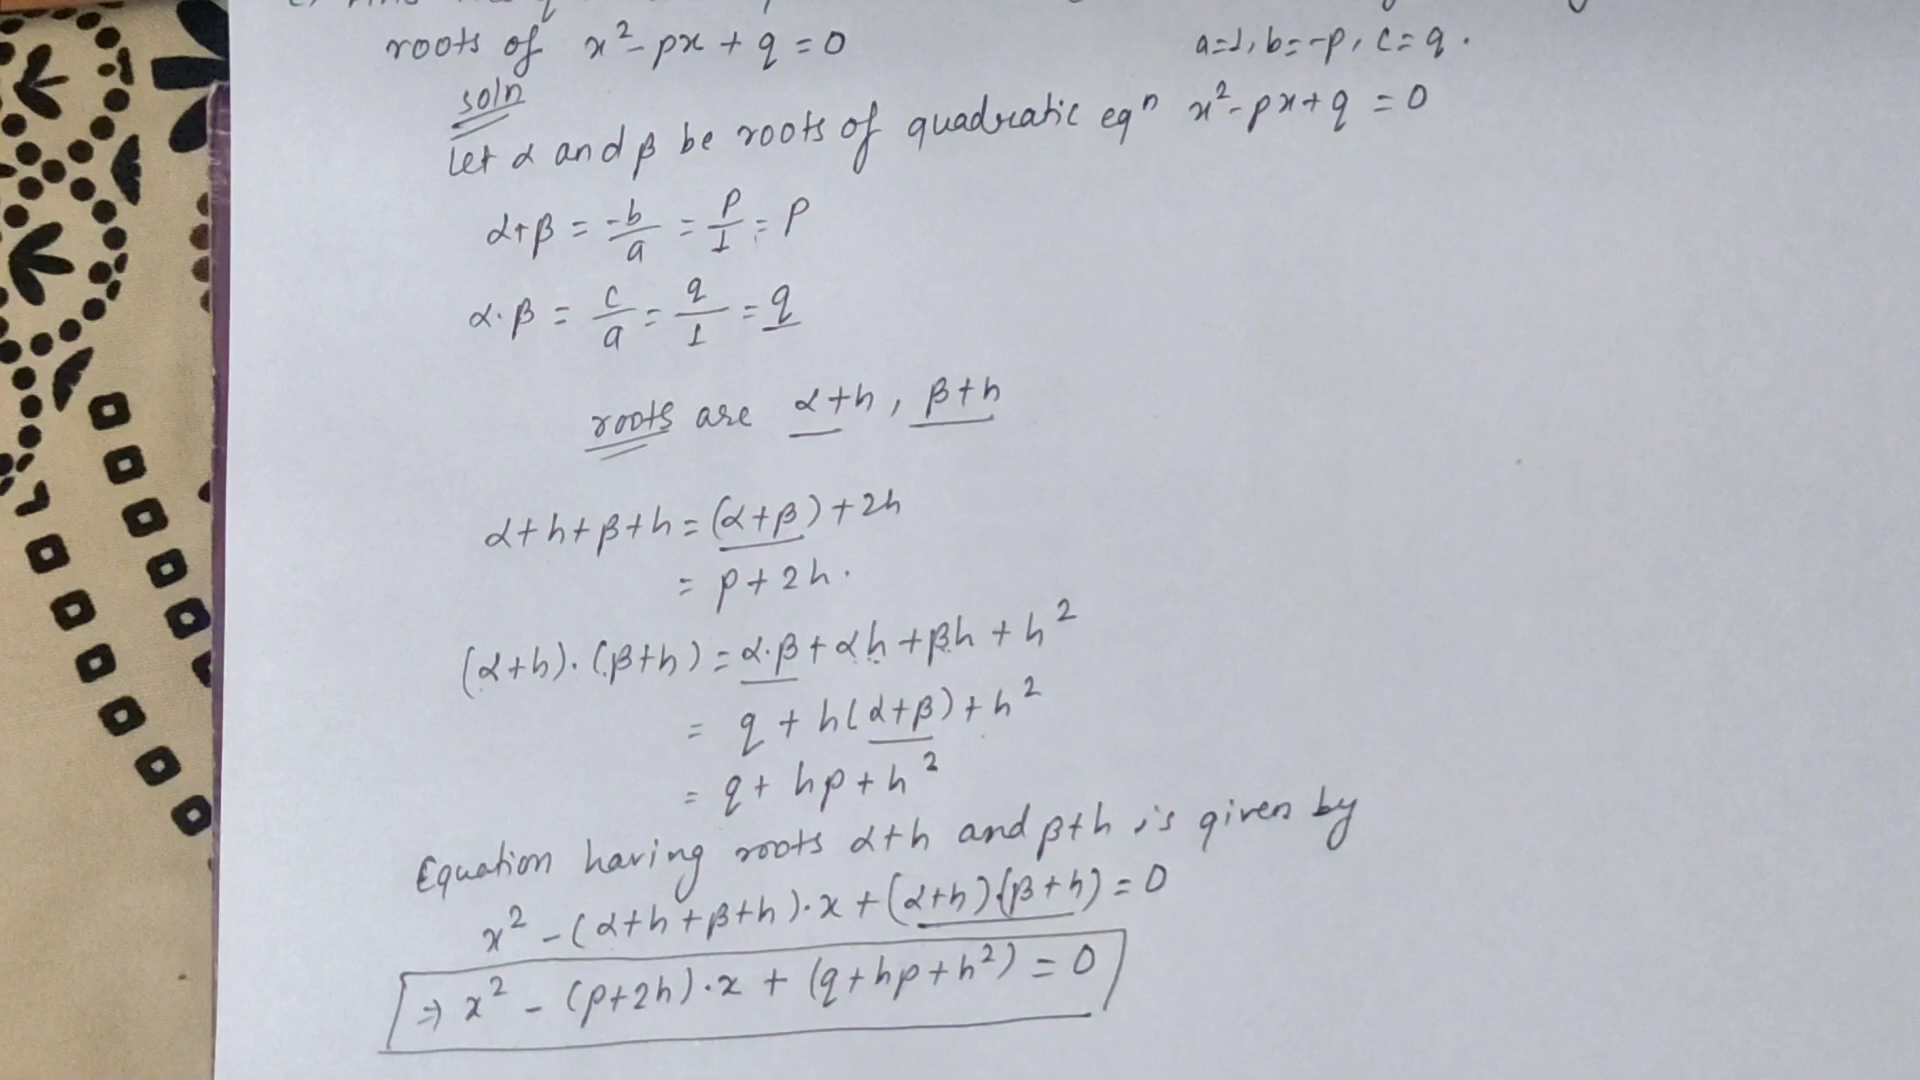 roots of x² - px + q = 0
a=1, b=-p, c=q.
soln
Let α and β be roots of quadratic eqⁿ x²-px+q = 0
α+β = -b/a = p/1 = p
α.β = c/a = q/1 = q
roots are α+h, β+h
α+h+β+h = (α+β)+2h
= p+2h.
(α+h).(β+h) = α.β+αh+βh+h²
= q + h(α+β)+h²
= q+ hp+h²
Equation having roots α+h and β+h is given by
x² -(α+h+β+h).x +(α+h).(β+h) = 0
⇒ x² - (p+2h).x + (q+hp+h²) = 0